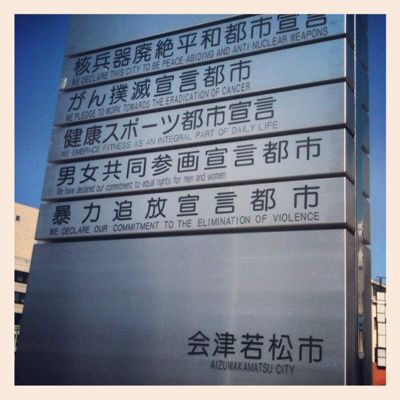 核兵器廃絶平和都市宣言
WE DECLARE THIS CITY TO BE PEACE-ABIDING AND ANTI-NUCLEAR WEAPONS
がん撲滅宣言都市
WE PLEDGE TO WORK TOWARDS THE ERADICATION OF CANCER
健康スポーツ都市宣言
WE EMBRACE FITNESS AS AN INTEGRAL PART OF DAILY LIFE
男女共同参画宣言都市
We have declared our commitment to equal rights for men and women
暴力追放宣言都市
WE DECLARE OUR COMMITMENT TO THE ELIMINATION OF VIOLENCE
会津若松市
AIZUWAKAMATSU CITY